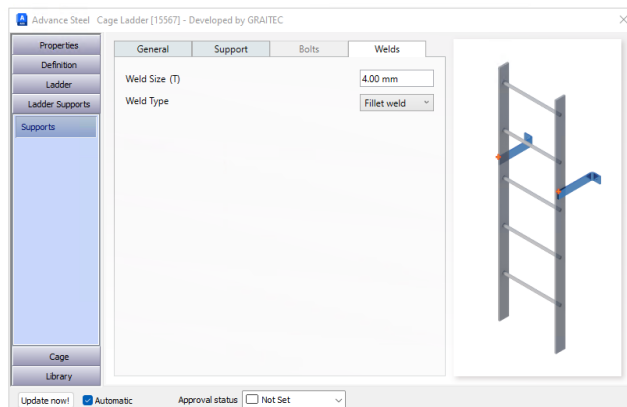 Advance Steel Cage Ladder [15567] - Developed by GRAITEC
Properties
Definition
Ladder
Ladder Supports
Supports
Cage
Library
General Support Bolts Welds
Weld Size (T) 4.00 mm
Weld Type Fillet weld
Update now! Automatic Approval status Not Set